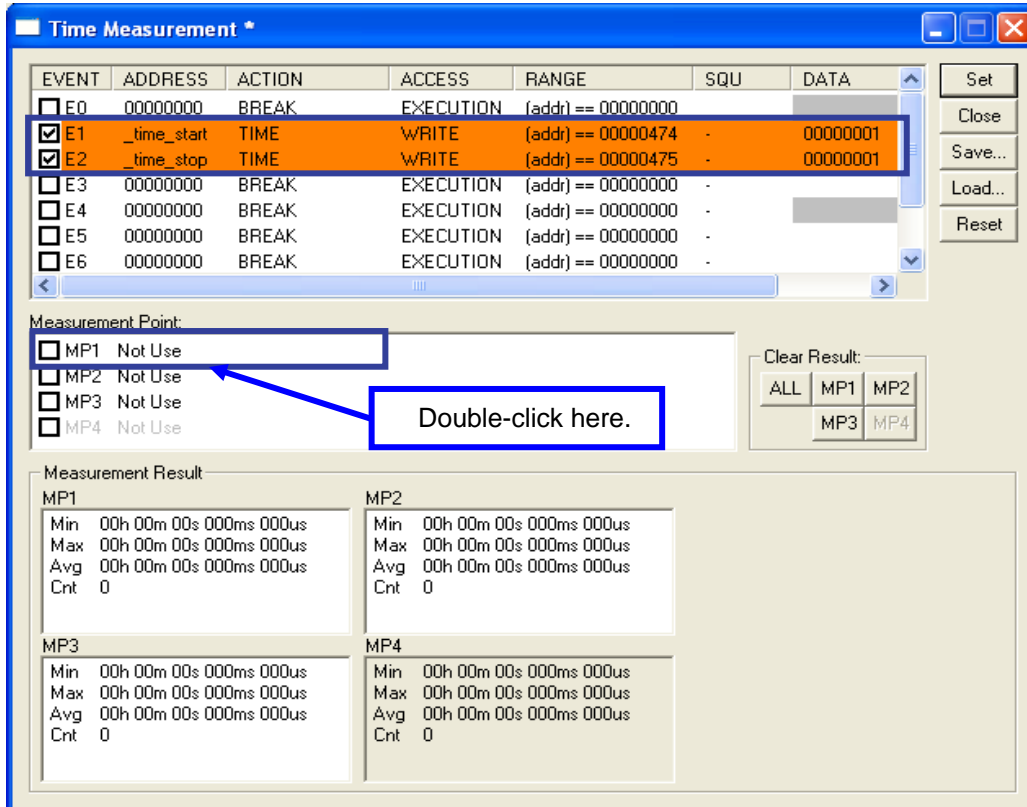 Time Measurement *
EVENT ADDRESS ACTION ACCESS RANGE SQU DATA
E0 00000000 BREAK EXECUTION (addr) == 00000000
E1 _time_start TIME WRITE (addr) == 00000474 - 00000001
E2 _time_stop TIME WRITE (addr) == 00000475 - 00000001
E3 00000000 BREAK EXECUTION (addr) == 00000000 -
E4 00000000 BREAK EXECUTION (addr) == 00000000 -
E5 00000000 BREAK EXECUTION (addr) == 00000000 -
E6 00000000 BREAK EXECUTION (addr) == 00000000 -
Set
Close
Save...
Load...
Reset
Measurement Point:
MP1 Not Use
MP2 Not Use
MP3 Not Use
MP4 Not Use
Double-click here.
Clear Result:
ALL MP1 MP2
MP3 MP4
Measurement Result
MP1
Min 00h 00m 00s 000ms 000us
Max 00h 00m 00s 000ms 000us
Avg 00h 00m 00s 000ms 000us
Cnt 0
MP2
Min 00h 00m 00s 000ms 000us
Max 00h 00m 00s 000ms 000us
Avg 00h 00m 00s 000ms 000us
Cnt 0
MP3
Min 00h 00m 00s 000ms 000us
Max 00h 00m 00s 000ms 000us
Avg 00h 00m 00s 000ms 000us
Cnt 0
MP4
Min 00h 00m 00s 000ms 000us
Max 00h 00m 00s 000ms 000us
Avg 00h 00m 00s 000ms 000us
Cnt 0